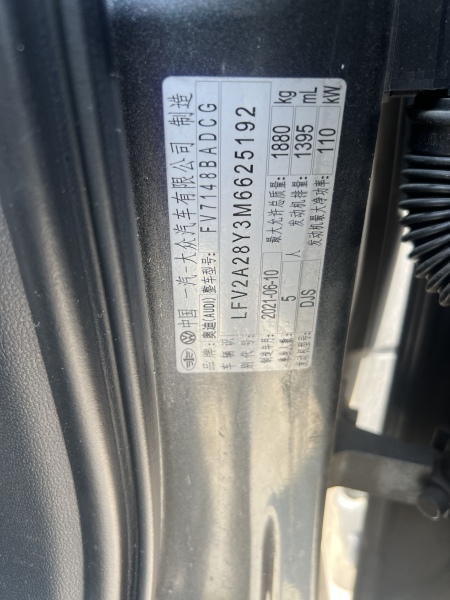 中国 一汽-大众汽车有限公司 制造
品牌: 奥迪(AUDI) 整车型号: FV7148BADCG
车辆识别代号: LFV2A28Y3M6625192
制造年月: 2021-06-10 最大允许总质量: 1880 kg
乘坐人数: 5 人 发动机排量: 1395 mL
发动机型号: DJS 发动机最大净功率: 110 kW